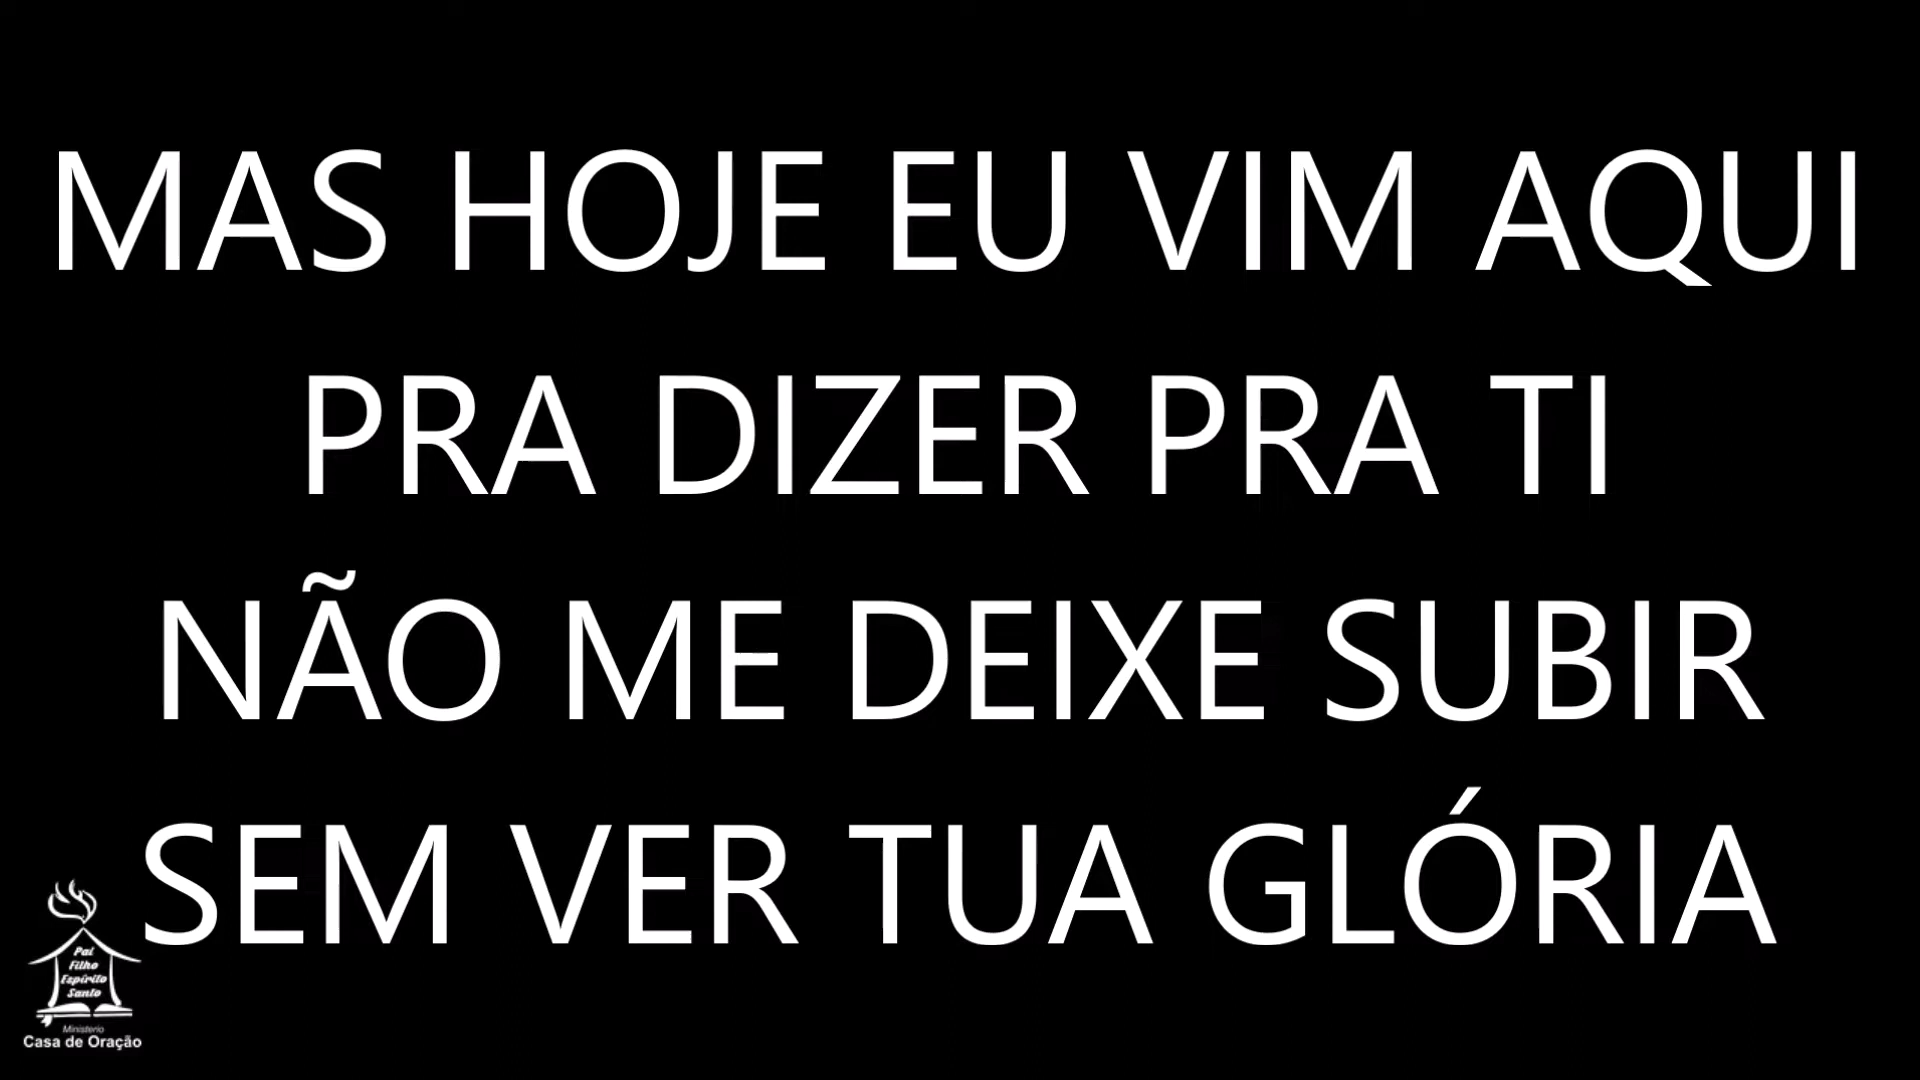 MAS HOJE EU VIM AQUI
PRA DIZER PRA TI
NÃO ME DEIXE SUBIR
SEM VER TUA GLÓRIA
Pai
Filho
Espírito
Santo
Ministerio
Casa de Oração